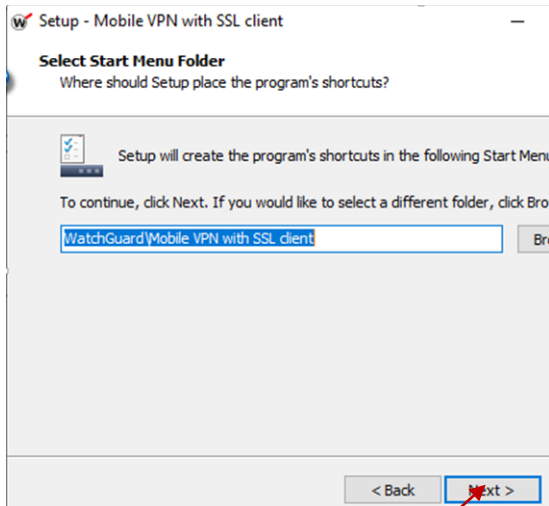 Setup - Mobile VPN with SSL client
Select Start Menu Folder
Where should Setup place the program's shortcuts?
Setup will create the program's shortcuts in the following Start Menu
To continue, click Next. If you would like to select a different folder, click Bro
WatchGuard\Mobile VPN with SSL client
Br
< Back
Next >